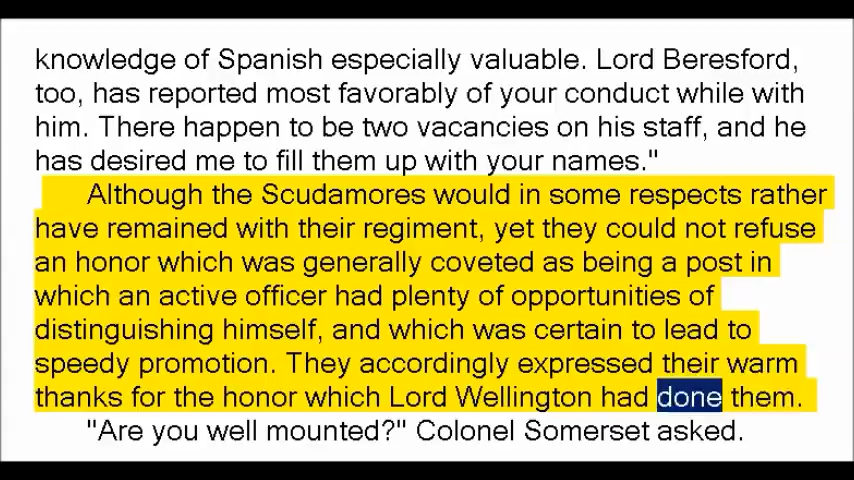 knowledge of Spanish especially valuable. Lord Beresford,
too, has reported most favorably of your conduct while with
him. There happen to be two vacancies on his staff, and he
has desired me to fill them up with your names."
Although the Scudamores would in some respects rather
have remained with their regiment, yet they could not refuse
an honor which was generally coveted as being a post in
which an active officer had plenty of opportunities of
distinguishing himself, and which was certain to lead to
speedy promotion. They accordingly expressed their warm
thanks for the honor which Lord Wellington had done them.
"Are you well mounted?" Colonel Somerset asked.